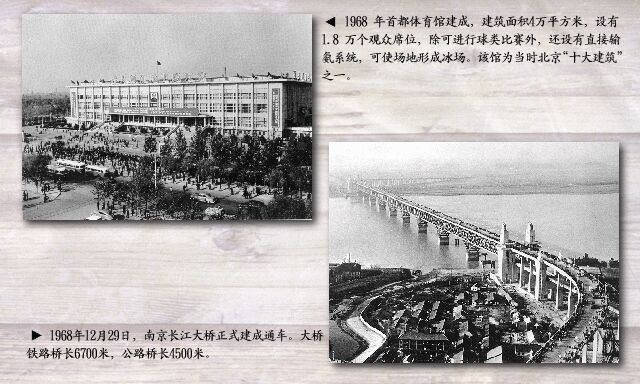 ◀ 1968 年首都体育馆建成，建筑面积4万平方米，设有
1.8 万个观众席位，除可进行球类比赛外，还设有直接输
氨系统，可使场地形成冰场。该馆为当时北京“十大建筑”
之一。
▶ 1968年12月29日，南京长江大桥正式建成通车。大桥
铁路桥长6700米，公路桥长4500米。